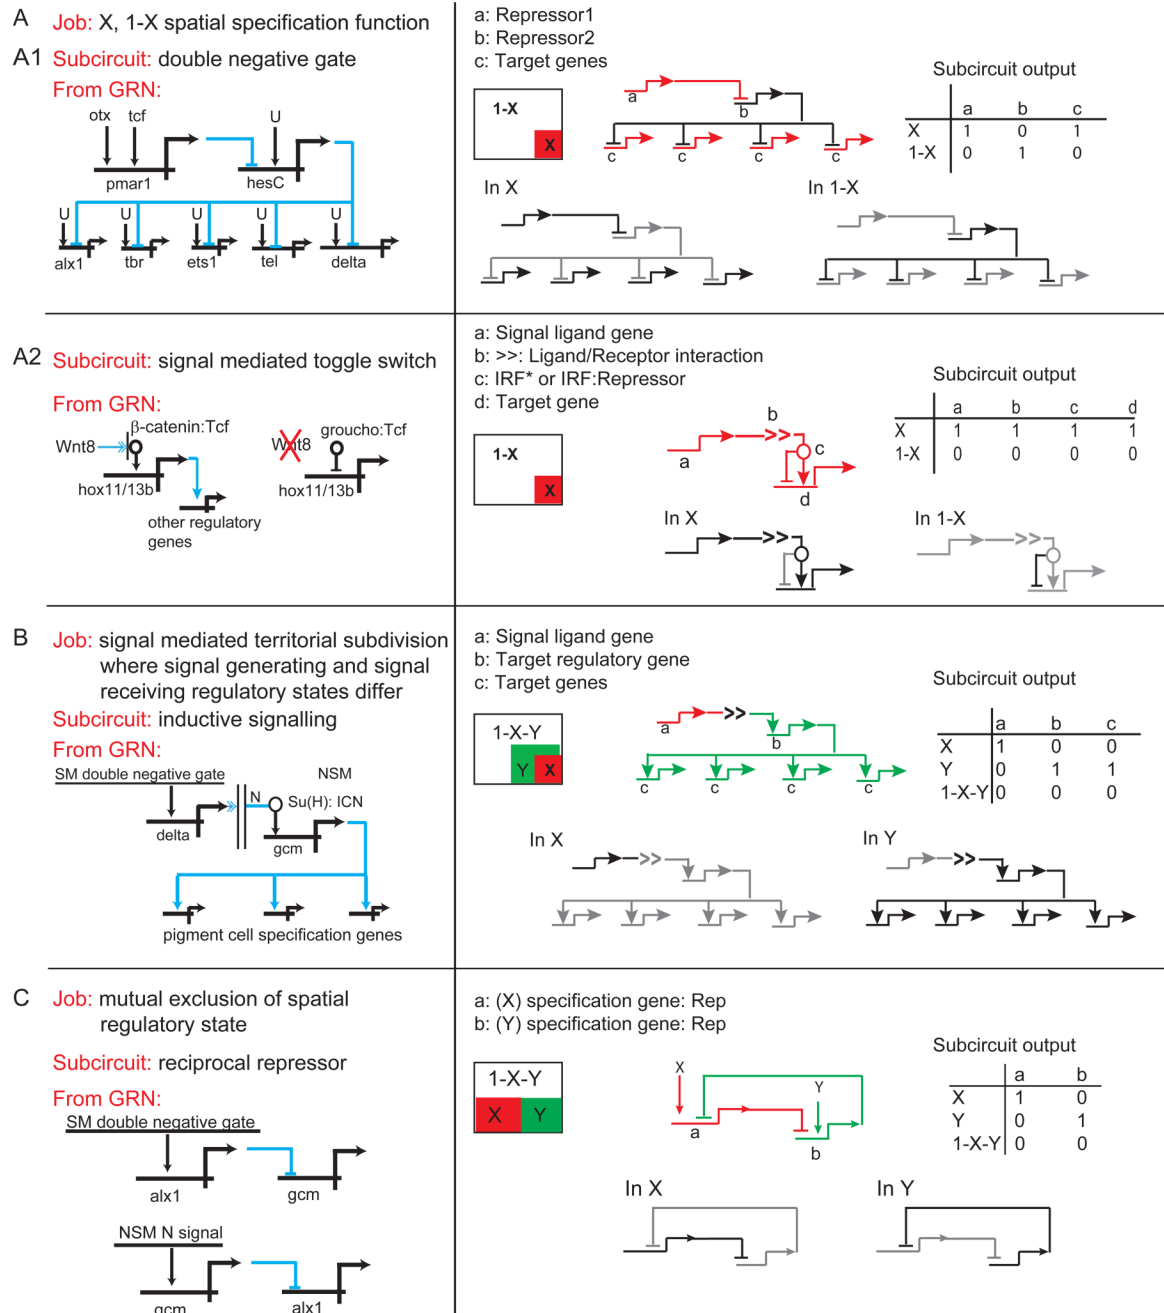 A
Job: X, 1-X spatial specification function
A1 Subcircuit: double negative gate
From GRN:
otx tcf U
pmar1 hesC
U U U U U
alx1 tbr ets1 tel delta
a: Repressor1
b: Repressor2
c: Target genes
1-X
X
a
b
c c c c
Subcircuit output
a b c
X 1 0 1
1-X 0 1 0
In X In 1-X
A2 Subcircuit: signal mediated toggle switch
From GRN:
β-catenin:Tcf groucho:Tcf
Wnt8 Wnt8
hox11/13b hox11/13b
other regulatory
genes
a: Signal ligand gene
b: >>: Ligand/Receptor interaction
c: IRF* or IRF:Repressor
d: Target gene
1-X
X
b
>>
a c
d
Subcircuit output
a b c d
X 1 1 1 1
1-X 0 0 0 0
In X In 1-X
>> >>
B
Job: signal mediated territorial subdivision
where signal generating and signal
receiving regulatory states differ
Subcircuit: inductive signalling
From GRN:
SM double negative gate NSM
N Su(H): ICN
delta gcm
pigment cell specification genes
a: Signal ligand gene
b: Target regulatory gene
c: Target genes
1-X-Y
Y X
a >>
b
c c c c
Subcircuit output
a b c
X 1 0 0
Y 0 1 1
1-X-Y 0 0 0
In X In Y
>> >>
C
Job: mutual exclusion of spatial
regulatory state
Subcircuit: reciprocal repressor
From GRN:
SM double negative gate
alx1 gcm
NSM N signal
gcm alx1
a: (X) specification gene: Rep
b: (Y) specification gene: Rep
1-X-Y
X Y
X Y
a
b
Subcircuit output
a b
X 1 0
Y 0 1
1-X-Y 0 0
In X In Y